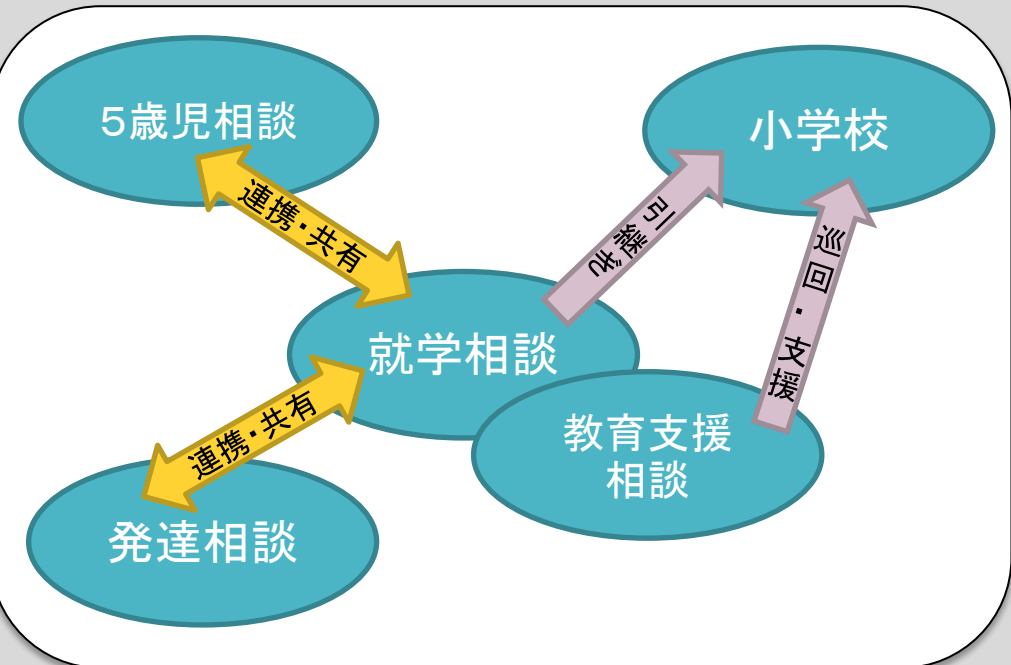 ５歳児相談
小学校
連携・共有
引継ぎ
巡回・支援
就学相談
連携・共有
教育支援
相談
発達相談